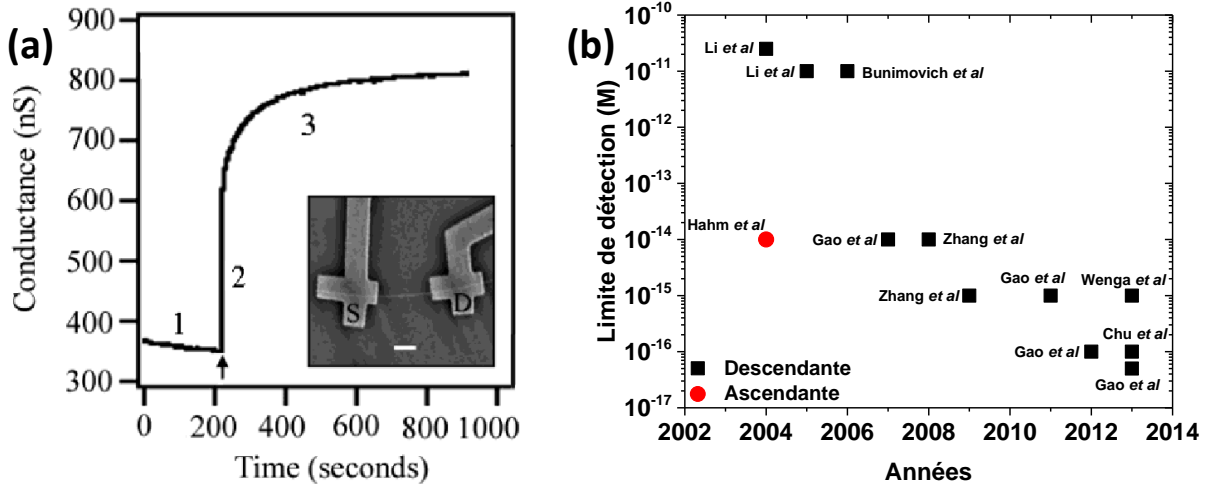 (a)
Conductance (nS)
900
800
700
600
500
400
300
1
2
3
S
D
0
200
400
600
800
1000
Time (seconds)
(b)
Limite de détection (M)
10-10
10-11
10-12
10-13
10-14
10-15
10-16
10-17
Li et al
Li et al
Bunimovich et al
Hahm et al
Gao et al
Zhang et al
Zhang et al
Gao et al
Wenga et al
Gao et al
Chu et al
Gao et al
Descendante
Ascendante
2002
2004
2006
2008
2010
2012
2014
Années